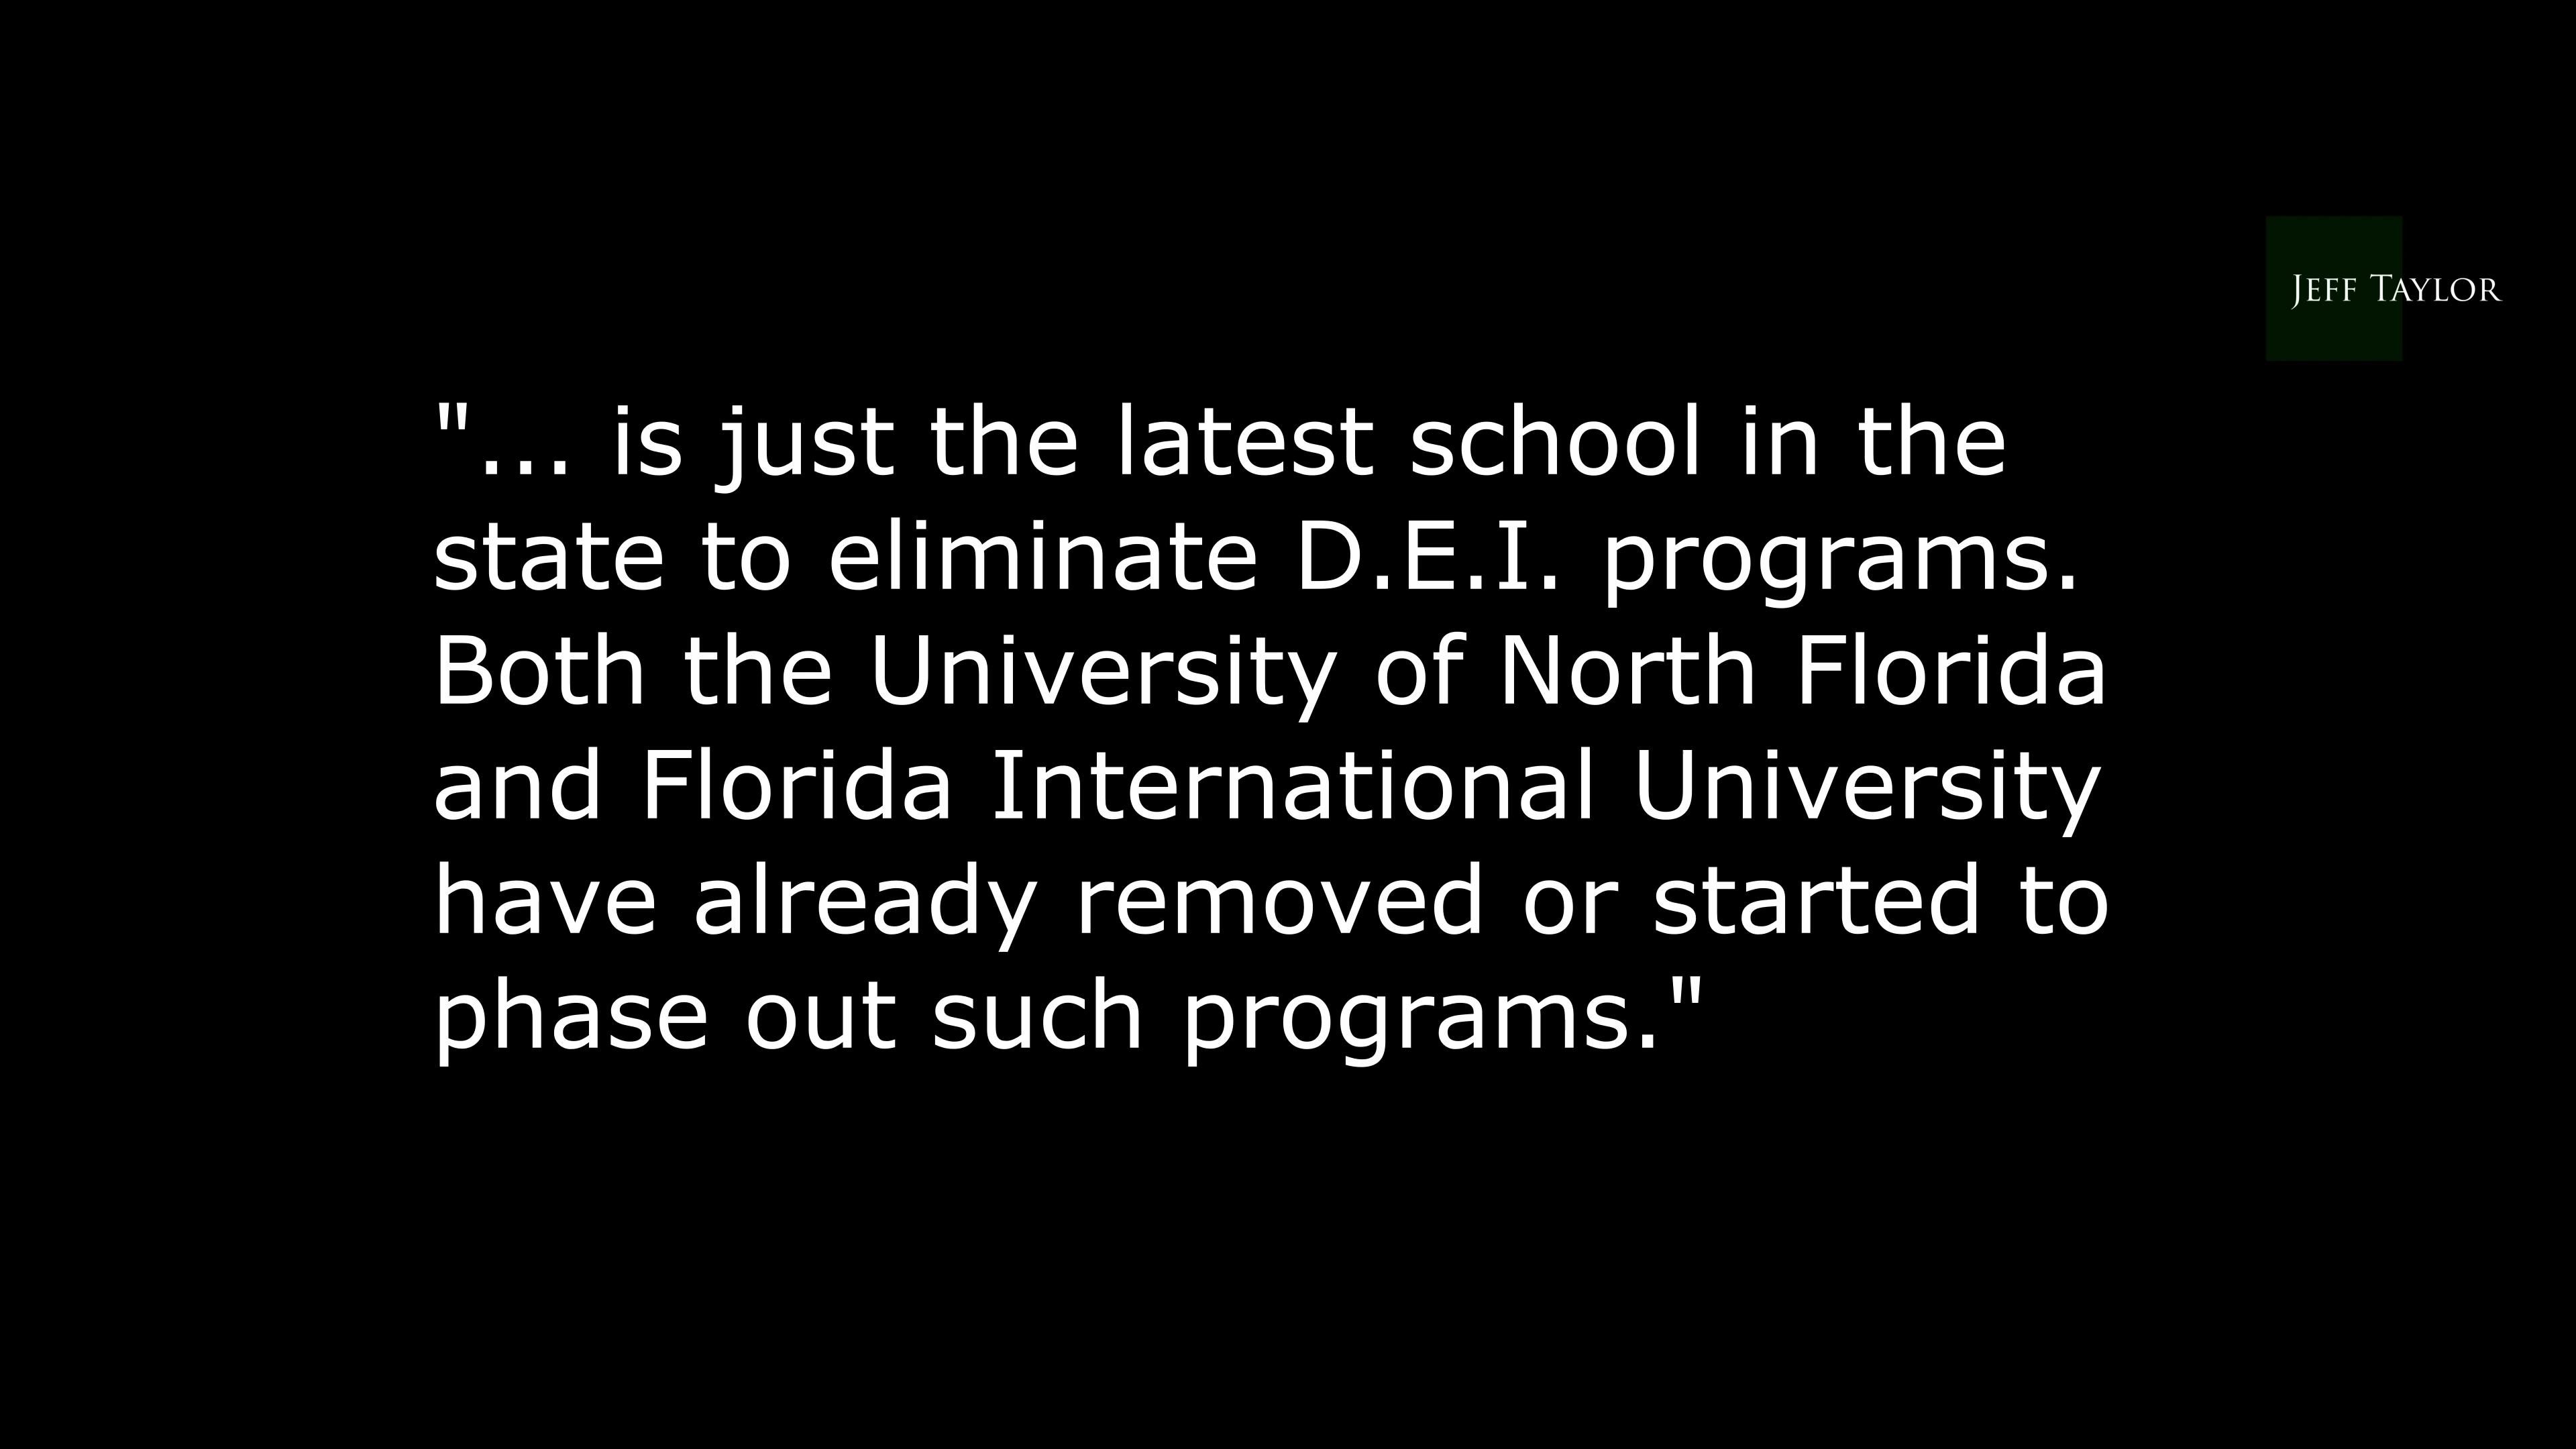 JEFF TAYLOR
"... is just the latest school in the
state to eliminate D.E.I. programs.
Both the University of North Florida
and Florida International University
have already removed or started to
phase out such programs."